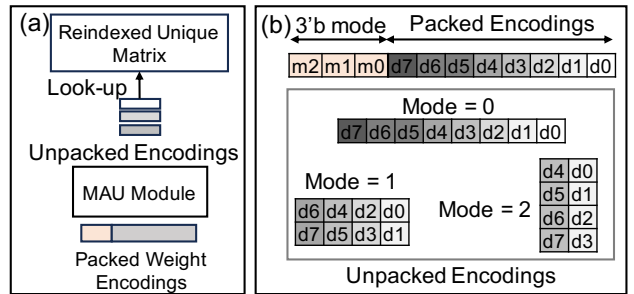 (a)
Reindexed Unique
Matrix
Look-up
Unpacked Encodings
MAU Module
Packed Weight
Encodings
(b)
3'b mode
Packed Encodings
m2 m1 m0 d7 d6 d5 d4 d3 d2 d1 d0
Mode = 0
d7 d6 d5 d4 d3 d2 d1 d0
Mode = 1
d6 d4 d2 d0
d7 d5 d3 d1
Mode = 2
d4 d0
d5 d1
d6 d2
d7 d3
Unpacked Encodings